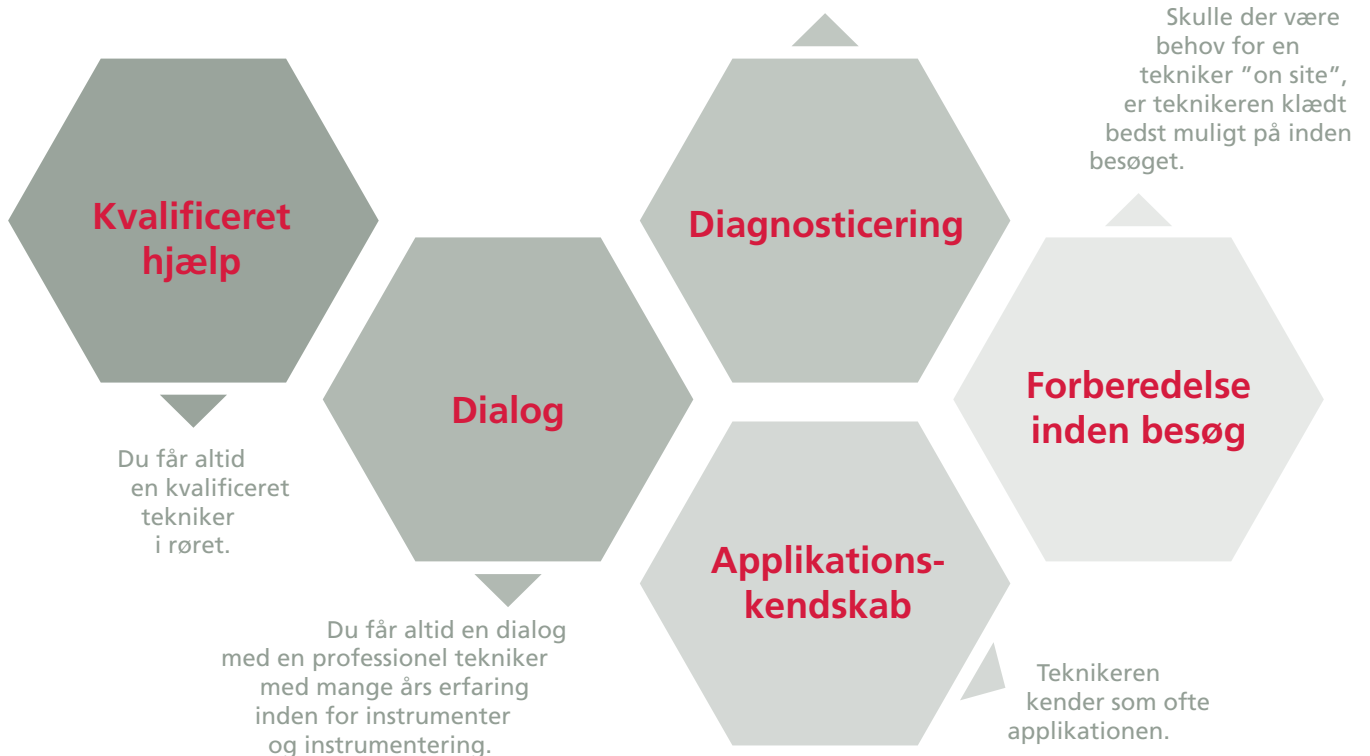 Kvalificeret
hjælp
Du får altid
en kvalificeret
tekniker
i røret.
Dialog
Du får altid en dialog
med en professionel tekniker
med mange års erfaring
inden for instrumenter
og instrumentering.
Diagnosticering
Applikations-
kendskab
Teknikeren
kender som ofte
applikationen.
Forberedelse
inden besøg
Skulle der være
behov for en
tekniker ”on site”,
er teknikeren klædt
bedst muligt på inden
besøget.